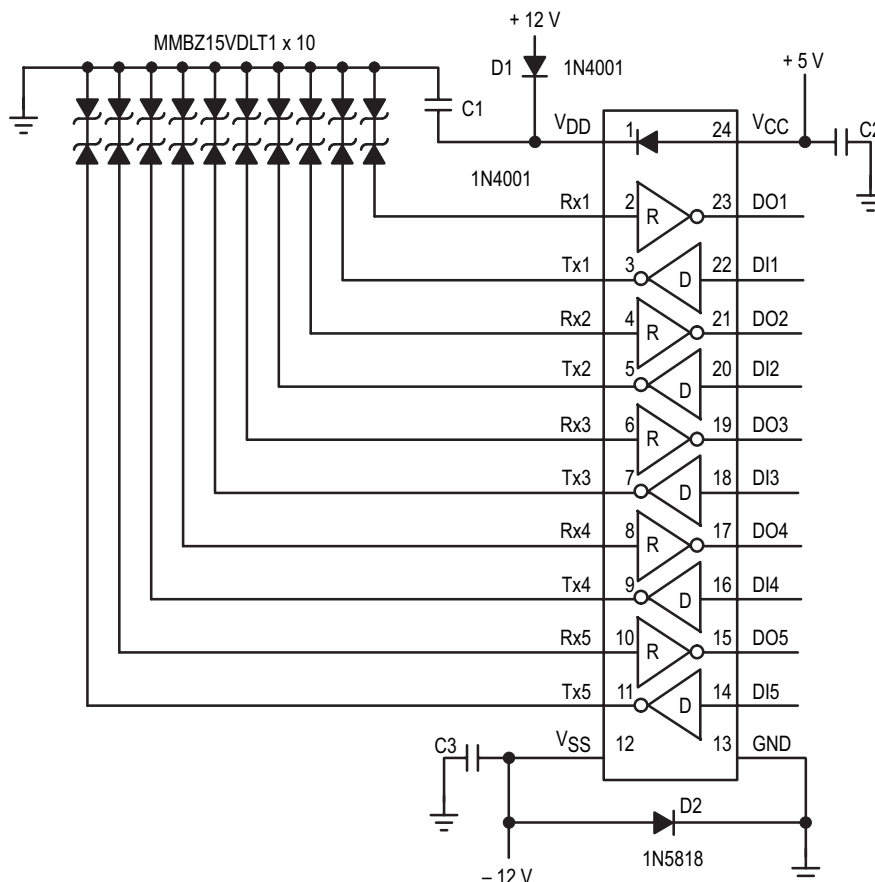 + 12 V
MMBZ15VDLT1 x 10
D1 1N4001
+ 5 V
C1
VDD 1 24 VCC
C2
1N4001
Rx1 2 R 23 DO1
Tx1 3 D 22 DI1
Rx2 4 R 21 DO2
Tx2 5 D 20 DI2
Rx3 6 R 19 DO3
Tx3 7 D 18 DI3
Rx4 8 R 17 DO4
Tx4 9 D 16 DI4
Rx5 10 R 15 DO5
Tx5 11 D 14 DI5
C3 VSS 12 13 GND
D2
1N5818
– 12 V